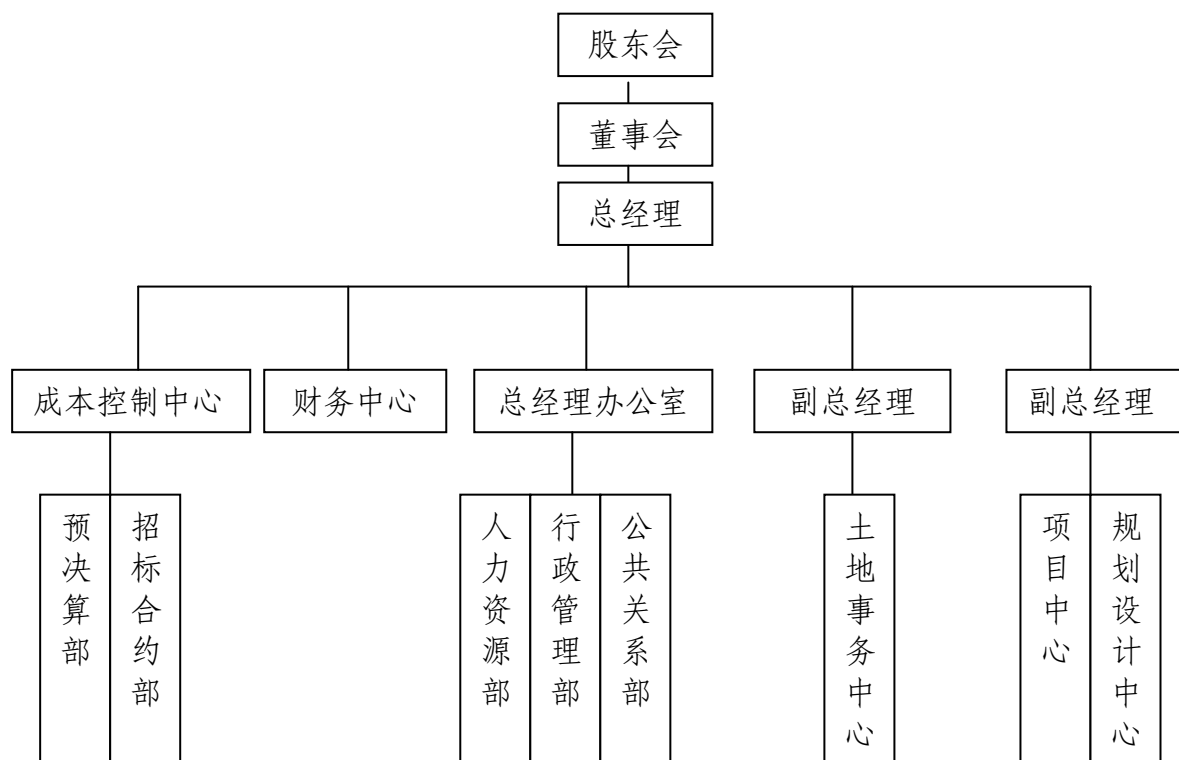 股东会
董事会
总经理
成本控制中心
财务中心
总经理办公室
副总经理
副总经理
预决算部
招标合约部
人力资源部
行政管理部
公共关系部
土地事务中心
项目中心
规划设计中心